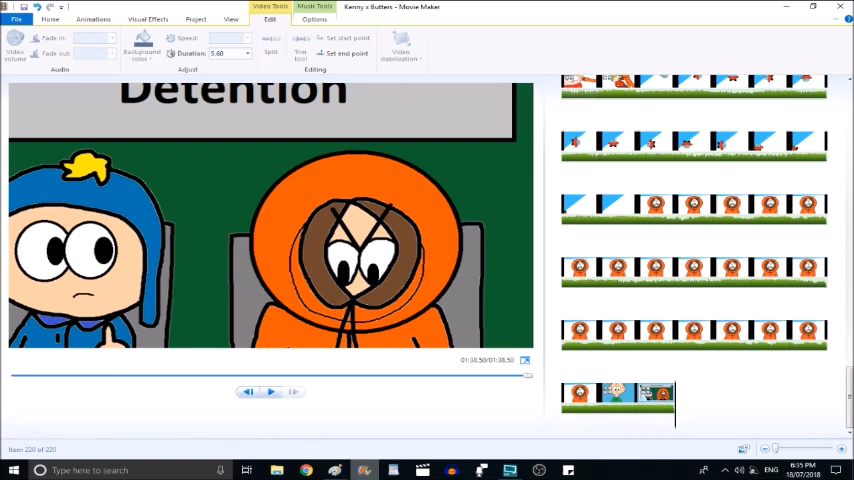 Video Tools Music Tools Kenny x Butters - Movie Maker
File Home Animations Visual Effects Project View Edit Options
Video volume
Fade in:
Fade out:
Audio
Background color
Speed:
Duration: 5.60
Adjust
Split
Trim tool
Set start point
Set end point
Editing
Video stabilization
Detention
01:38.50/01:38.50
Item 220 of 220
Type here to search
ENG
6:35 PM
18/07/2018